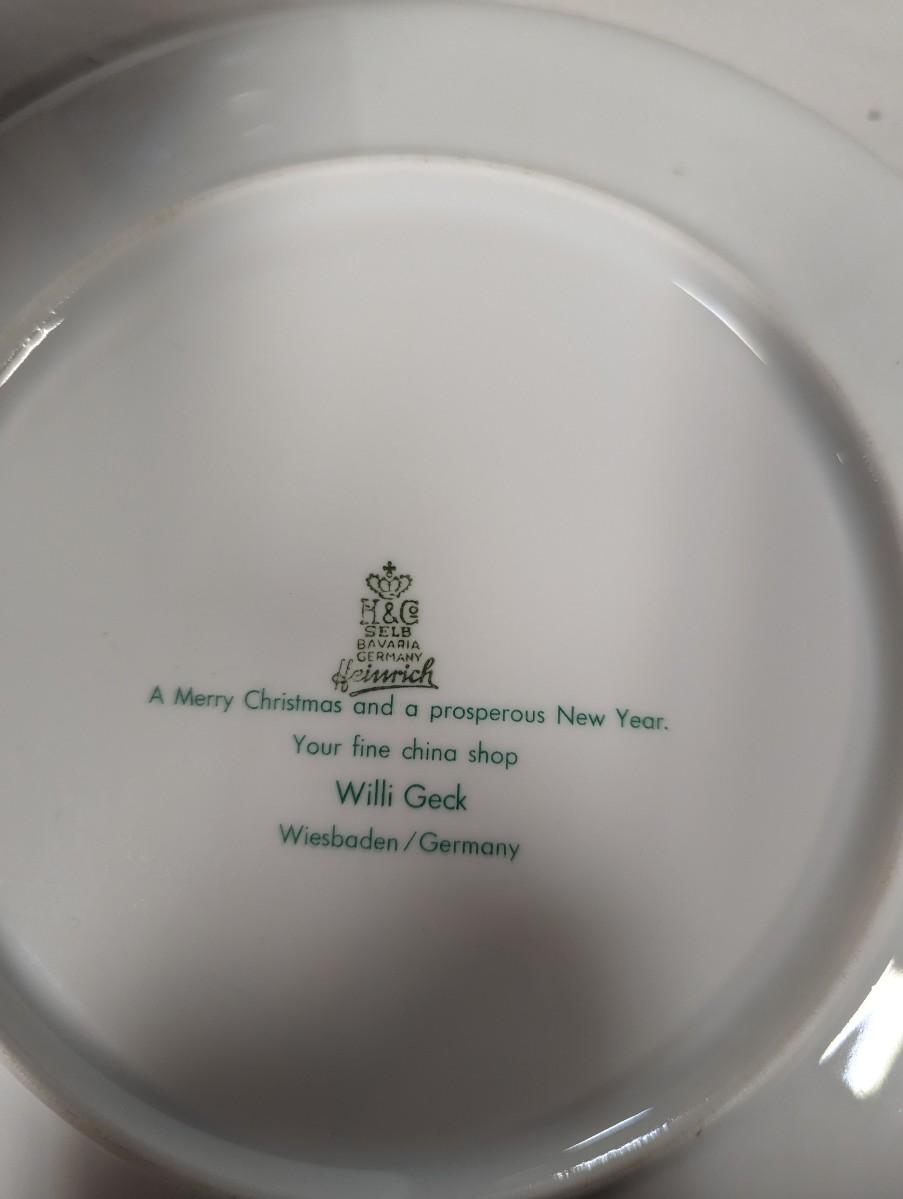 H&Co
SELB
BAVARIA
GERMANY
Heinrich
A Merry Christmas and a prosperous New Year.
Your fine china shop
Willi Geck
Wiesbaden/Germany